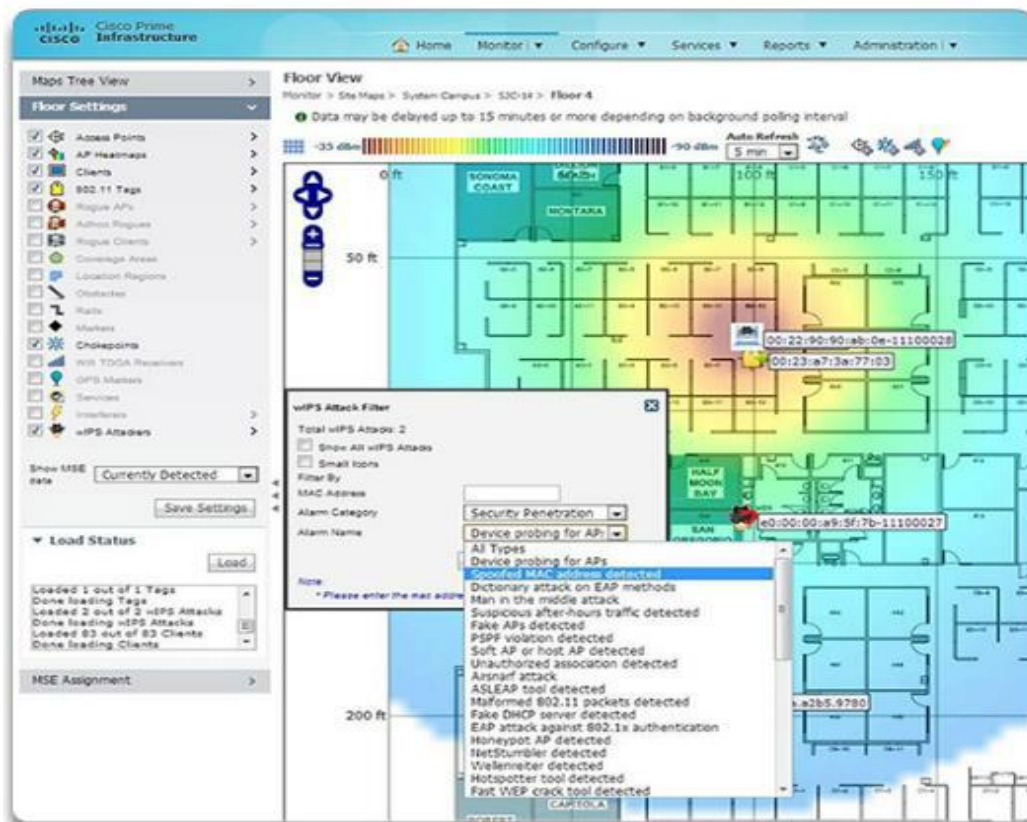 CISCO
Cisco Prime
Infrastructure
Home Monitor Configure Services Reports Administration
Maps Tree View
Floor Settings
Access Points
AP Heatmaps
Clients
802.11 Tags
Rogue APs
Adhoc Rogues
Rogue Clients
Coverage Areas
Location Regions
Obstacles
Rails
Markers
Chokepoints
Wifi TDOA Receivers
GPS Markers
Services
Interferers
wIPS Attackers
Show MSE data
Currently Detected
Save Settings
Load Status
Load
Loaded 1 out of 1 Tags
Done loading Tags
Loaded 2 out of 2 wIPS Attacks
Done loading wIPS Attacks
Loaded 83 out of 83 Clients
Done loading Clients
MSE Assignment
Floor View
Monitor > Site Maps > System Campus > SJC-14 > Floor 4
Data may be delayed up to 15 minutes or more depending on background polling interval
-35 dBm
-90 dBm
Auto Refresh
5 min
0 ft
100 ft
150 ft
SONOMA
COAST
MONTARA
50 ft
00:22:90:90:ab:0e-11100028
00:23:a7:3a:77:03
wIPS Attack Filter
Total wIPS Attacks: 2
Show All wIPS Attacks
Small Icons
Filter By
MAC Address
Alarm Category
Security Penetration
Alarm Name
Device probing for AP:
All Types
Device probing for APs
Spoofed MAC address detected
Dictionary attack on EAP methods
Man in the middle attack
Suspicious after-hours traffic detected
Fake APs detected
PSPF violation detected
Soft AP or host AP detected
Unauthorized association detected
Airsnarf attack
ASLEAP tool detected
Malformed 802.11 packets detected
Fake DHCP server detected
EAP attack against 802.1x authentication
Honeypot AP detected
NetStumbler detected
Wellenreiter detected
Hotspotter tool detected
Fast WEP crack tool detected
Note:
* Please enter the mac addre
HALF
MOON
BAY
SAN
GREGORIO
e0:00:00:a9:5f:7b-11100027
.a2b5.9780
200 ft
CAPITOLA